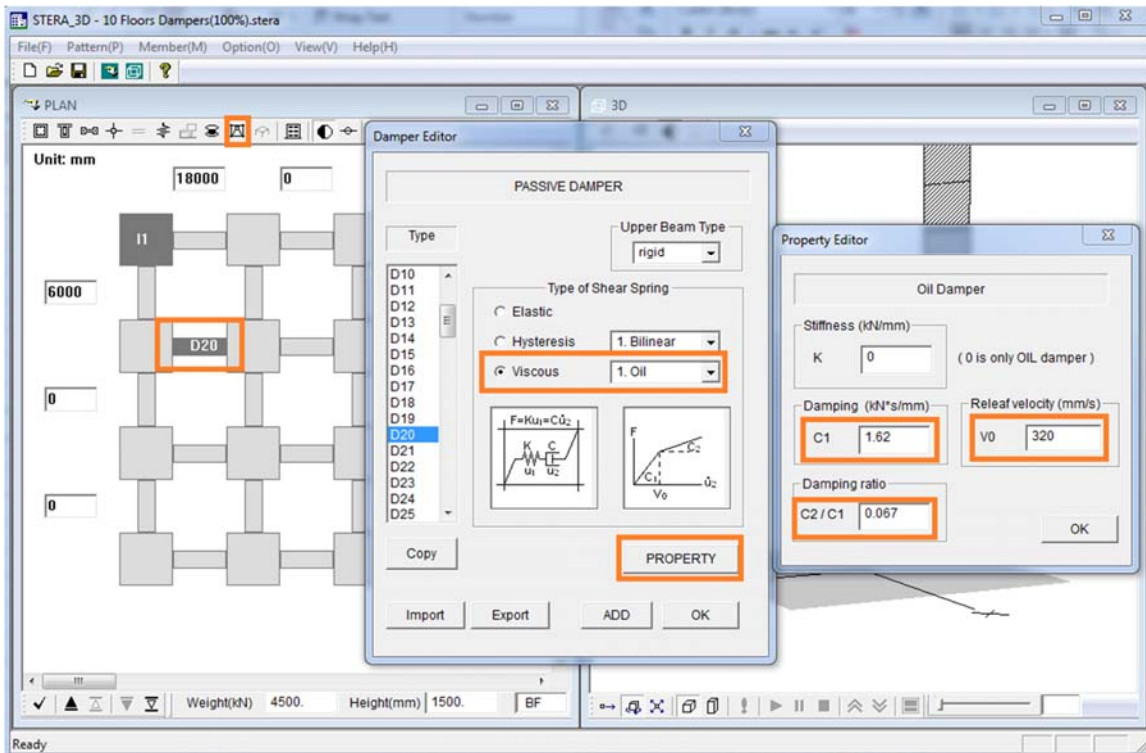 STERA_3D - 10 Floors Dampers(100%).stera
File(F) Pattern(P) Member(M) Option(O) View(V) Help(H)
PLAN
Unit: mm
18000 0
I1
6000
D20
0
0
Weight(kN) 4500. Height(mm) 1500. BF
Ready
3D
Damper Editor
PASSIVE DAMPER
Type
D10
D11
D12
D13
D14
D15
D16
D17
D18
D19
D20
D21
D22
D23
D24
D25
Upper Beam Type
rigid
Type of Shear Spring
Elastic
Hysteresis 1. Bilinear
Viscous 1. Oil
F=Ku₁=Cu̇₂
K C
u₁ u₂
F
C₂
C₁
V₀ u̇₂
Copy
PROPERTY
Import Export ADD OK
Property Editor
Oil Damper
Stiffness (kN/mm)
K 0 ( 0 is only OIL damper )
Damping (kN*s/mm)
C1 1.62
Releaf velocity (mm/s)
V0 320
Damping ratio
C2 / C1 0.067
OK